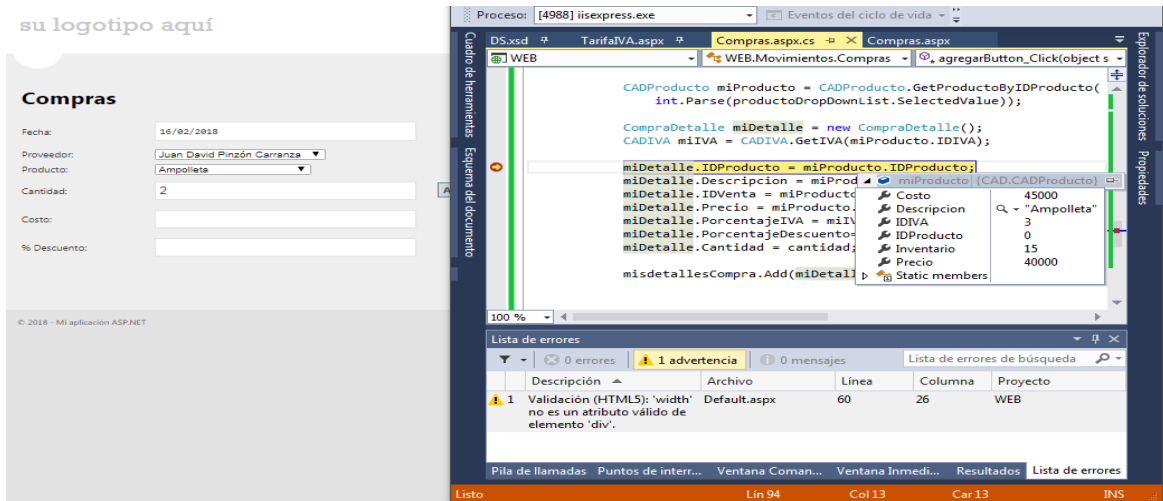 su logotipo aquí
Compras
Fecha: 16/02/2018
Proveedor: Juan David Pinzón Carranza ▼
Producto: Ampolleta ▼
Cantidad: 2
A
Costo:
% Descuento:
© 2018 - Mi aplicación ASP.NET
Proceso: [4988] iisexpress.exe Eventos del ciclo de vida
Cuadro de herramientas
Esquema del documento
DS.xsd TarifaIVA.aspx Compras.aspx.cs Compras.aspx
WEB WEB.Movimientos.Compras agregarButton_Click(object s
CADProducto miProducto = CADProducto.GetProductoByIDProducto(
int.Parse(productoDropDownList.SelectedValue));
CompraDetalle miDetalle = new CompraDetalle();
CADIVA miIVA = CADIVA.GetIVA(miProducto.IDIVA);
miDetalle.IDProducto = miProducto.IDProducto;
miDetalle.Descripcion = miProd
miDetalle.IDVenta = miProducto
miDetalle.Precio = miProducto.
miDetalle.PorcentajeIVA = miIV
miDetalle.PorcentajeDescuento=
miDetalle.Cantidad = cantidad;
misdetallesCompra.Add(miDetall
miProducto {CAD.CADProducto}
Costo 45000
Descripcion "Ampolleta"
IDIVA 3
IDProducto 0
Inventario 15
Precio 40000
Static members
Explorador de soluciones
Propiedades
100 %
Lista de errores
0 errores 1 advertencia 0 mensajes Lista de errores de búsqueda
Descripción Archivo Línea Columna Proyecto
1 Validación (HTML5): 'width' Default.aspx 60 26 WEB
no es un atributo válido de
elemento 'div'.
Pila de llamadas Puntos de interr... Ventana Coman... Ventana Inmedi... Resultados Lista de errores
Listo Lín 94 Col 13 Car 13 INS